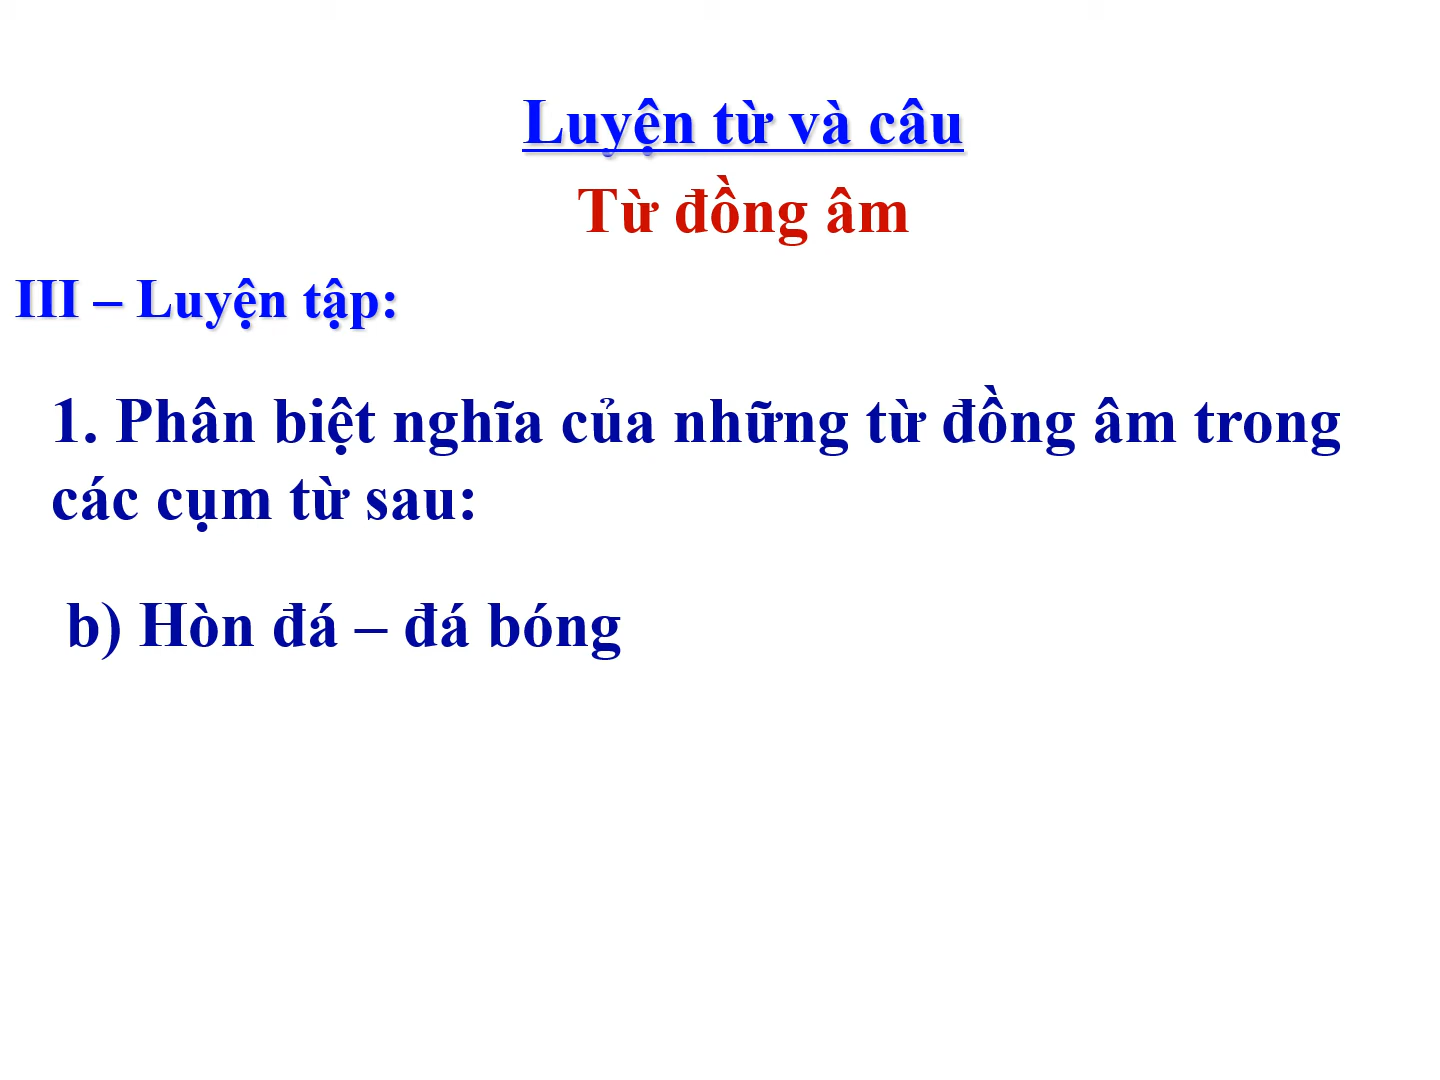 Luyện từ và câu
Từ đồng âm
III – Luyện tập:
1. Phân biệt nghĩa của những từ đồng âm trong
các cụm từ sau:
b) Hòn đá – đá bóng